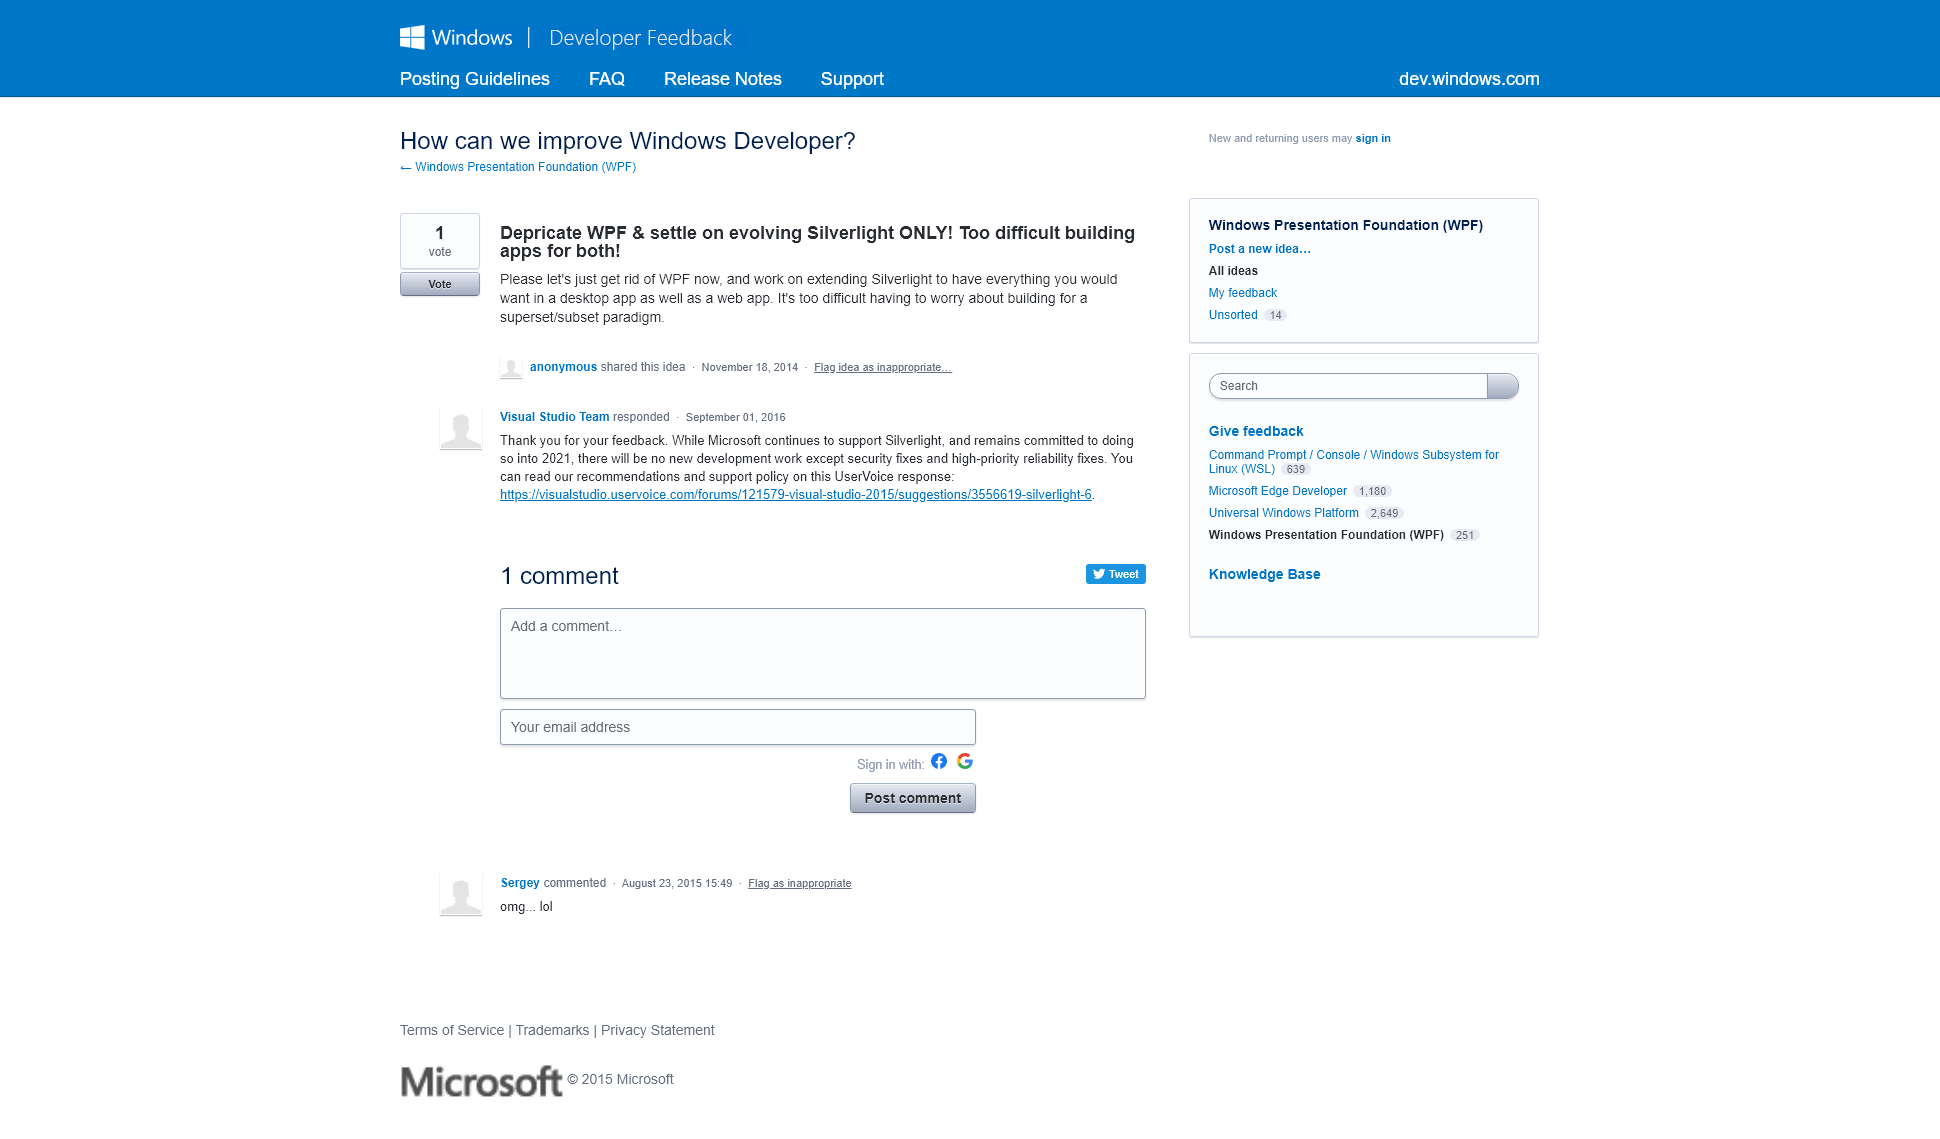 Windows | Developer Feedback
Posting Guidelines FAQ Release Notes Support dev.windows.com
How can we improve Windows Developer?
← Windows Presentation Foundation (WPF)
New and returning users may sign in
1
vote
Vote
Depricate WPF & settle on evolving Silverlight ONLY! Too difficult building
apps for both!
Please let's just get rid of WPF now, and work on extending Silverlight to have everything you would
want in a desktop app as well as a web app. It's too difficult having to worry about building for a
superset/subset paradigm.
anonymous shared this idea · November 18, 2014 · Flag idea as inappropriate…
Visual Studio Team responded · September 01, 2016
Thank you for your feedback. While Microsoft continues to support Silverlight, and remains committed to doing
so into 2021, there will be no new development work except security fixes and high-priority reliability fixes. You
can read our recommendations and support policy on this UserVoice response:
https://visualstudio.uservoice.com/forums/121579-visual-studio-2015/suggestions/3556619-silverlight-6.
1 comment
Tweet
Add a comment…
Your email address
Sign in with:
Post comment
Sergey commented · August 23, 2015 15:49 · Flag as inappropriate
omg... lol
Windows Presentation Foundation (WPF)
Post a new idea…
All ideas
My feedback
Unsorted 14
Search
Give feedback
Command Prompt / Console / Windows Subsystem for
Linux (WSL) 639
Microsoft Edge Developer 1,180
Universal Windows Platform 2,649
Windows Presentation Foundation (WPF) 251
Knowledge Base
Terms of Service | Trademarks | Privacy Statement
Microsoft © 2015 Microsoft